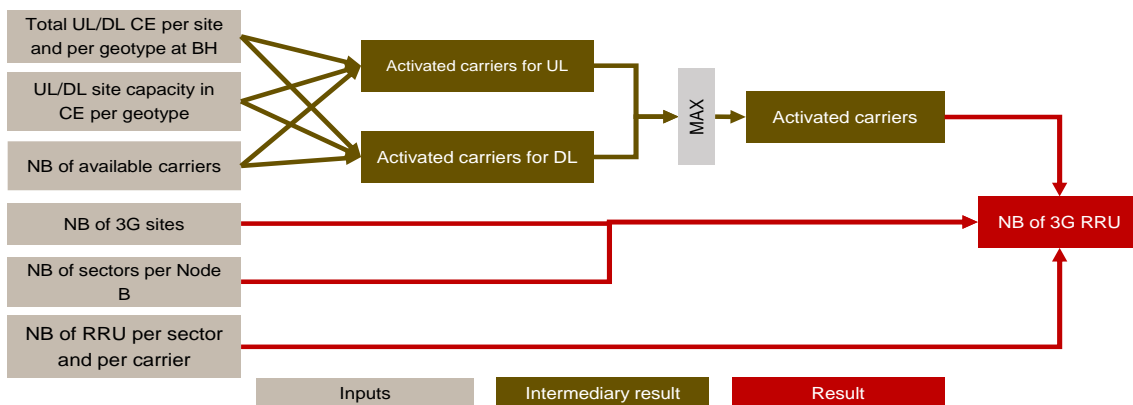 Total UL/DL CE per site
and per geotype at BH
UL/DL site capacity in
CE per geotype
NB of available carriers
NB of 3G sites
NB of sectors per Node
B
NB of RRU per sector
and per carrier
Activated carriers for UL
Activated carriers for DL
MAX
Activated carriers
NB of 3G RRU
Inputs
Intermediary result
Result